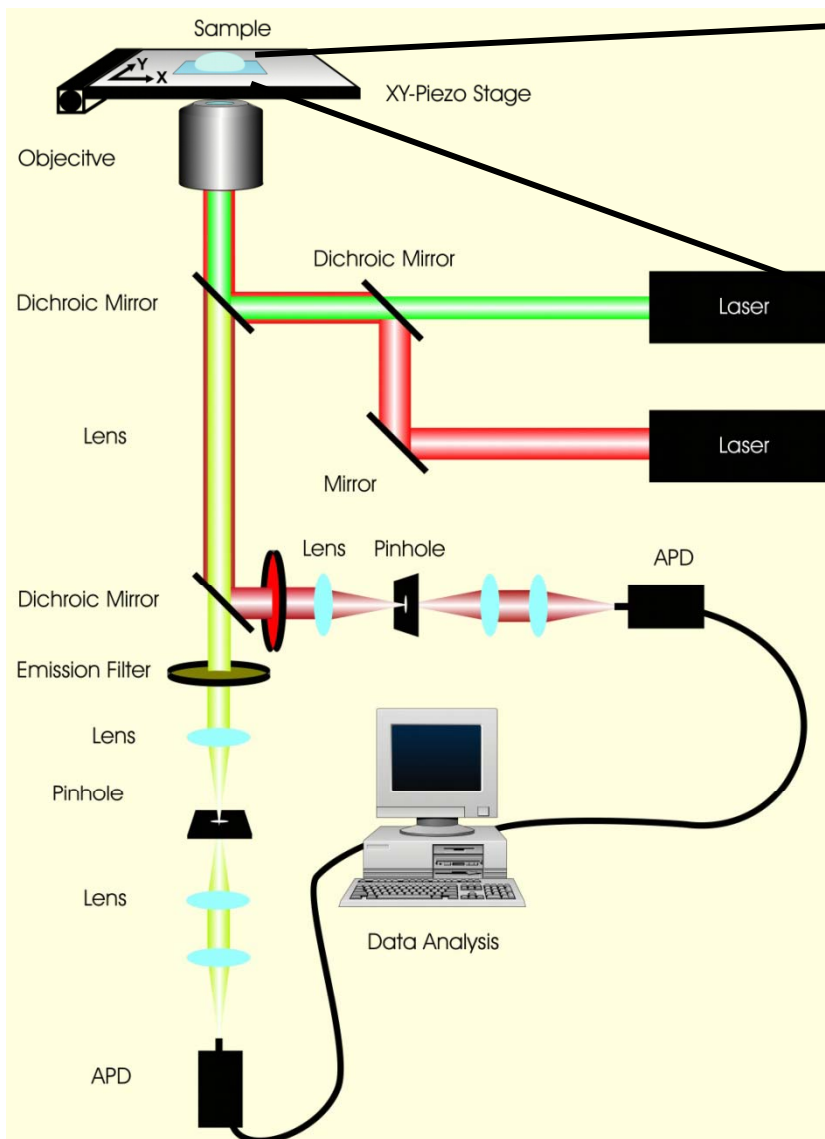 Sample
Y
X
XY-Piezo Stage
Objecitve
Dichroic Mirror
Dichroic Mirror
Laser
Lens
Laser
Mirror
Lens
Pinhole
APD
Dichroic Mirror
Emission Filter
Lens
Pinhole
Lens
Data Analysis
APD